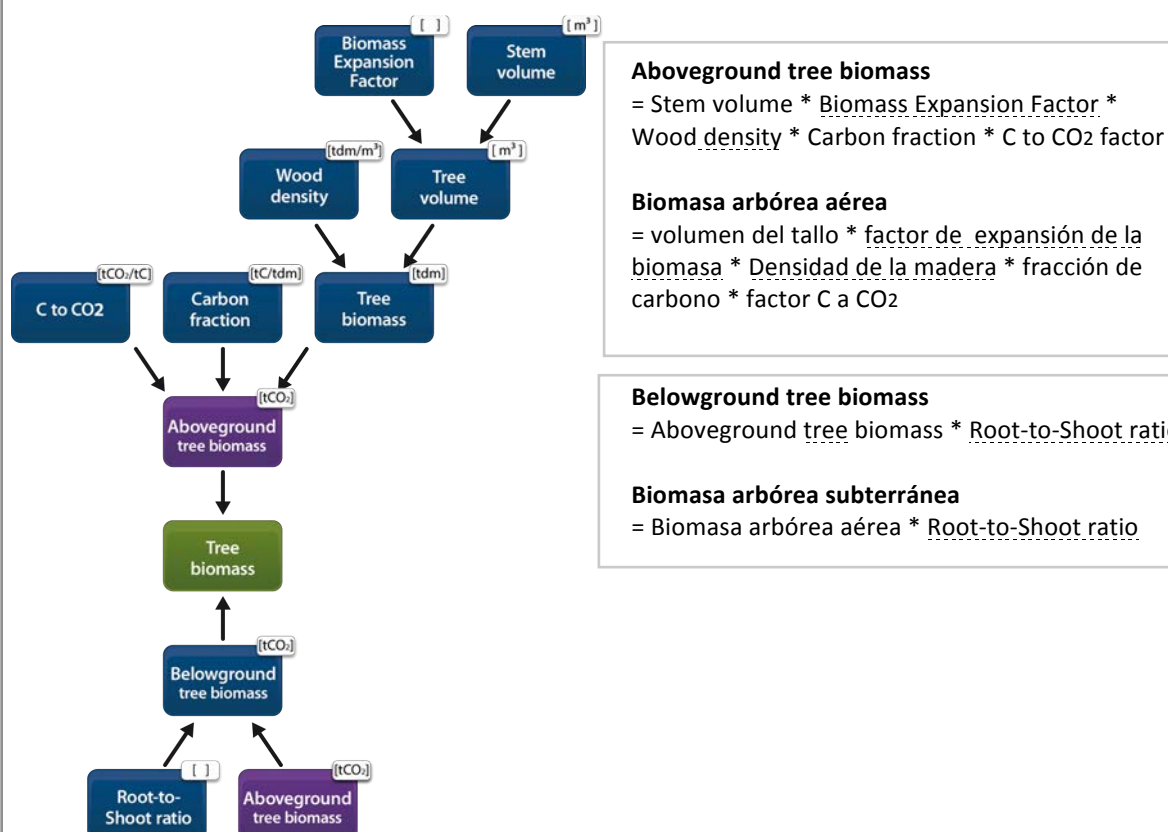 [ ]
Biomass
Expansion
Factor
[m³]
Stem
volume
[tdm/m³]
Wood
density
[m³]
Tree
volume
[tCO₂/tC]
C to CO2
[tC/tdm]
Carbon
fraction
[tdm]
Tree
biomass
[tCO₂]
Aboveground
tree biomass
Tree
biomass
[tCO₂]
Belowground
tree biomass
[ ]
Root-to-
Shoot ratio
[tCO₂]
Aboveground
tree biomass
Aboveground tree biomass
= Stem volume * Biomass Expansion Factor *
Wood density * Carbon fraction * C to CO2 factor
Biomasa arbórea aérea
= volumen del tallo * factor de expansión de la
biomasa * Densidad de la madera * fracción de
carbono * factor C a CO2
Belowground tree biomass
= Aboveground tree biomass * Root-to-Shoot
Biomasa arbórea subterránea
= Biomasa arbórea aérea * Root-to-Shoot ratio